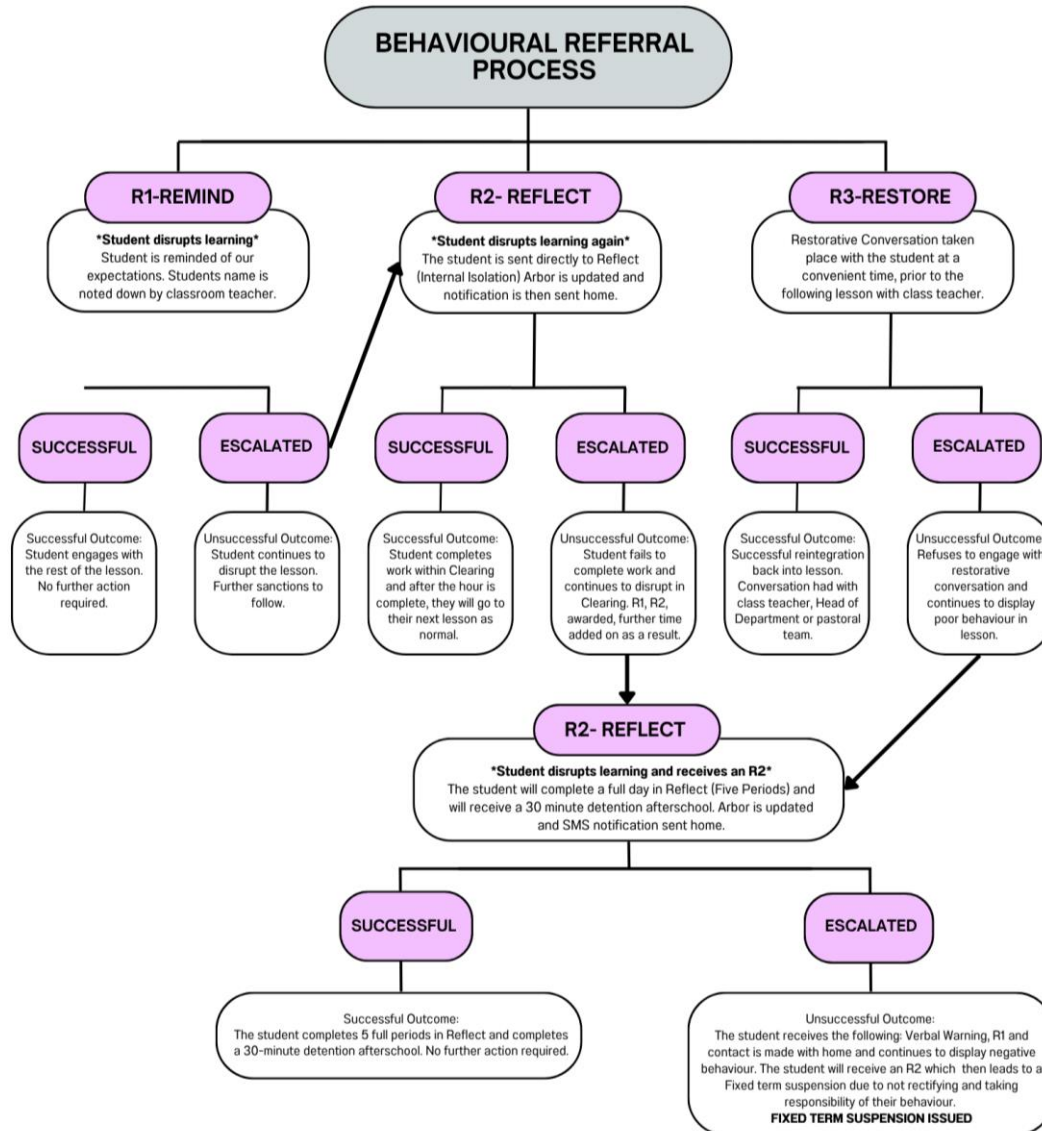 BEHAVIOURAL REFERRAL
PROCESS
R1-REMIND
*Student disrupts learning*
Student is reminded of our
expectations. Students name is
noted down by classroom teacher.
R2- REFLECT
*Student disrupts learning again*
The student is sent directly to Reflect
(Internal Isolation) Arbor is updated and
notification is then sent home.
R3-RESTORE
Restorative Conversation taken
place with the student at a
convenient time, prior to the
following lesson with class teacher.
SUCCESSFUL
Successful Outcome:
Student engages with
the rest of the lesson.
No further action
required.
ESCALATED
Unsuccessful Outcome:
Student continues to
disrupt the lesson.
Further sanctions to
follow.
SUCCESSFUL
Successful Outcome:
Student completes
work within Clearing
and after the hour is
complete, they will go to
their next lesson as
normal.
ESCALATED
Unsuccessful Outcome:
Student fails to
complete work and
continues to disrupt in
Clearing. R1, R2,
awarded, further time
added on as a result.
SUCCESSFUL
Successful Outcome:
Successful reintegration
back into lesson.
Conversation had with
class teacher, Head of
Department or pastoral
team.
ESCALATED
Unsuccessful Outcome
Refuses to engage with
restorative
conversation and
continues to display
poor behaviour in
lesson.
R2- REFLECT
*Student disrupts learning and receives an R2*
The student will complete a full day in Reflect (Five Periods) and
will receive a 30 minute detention afterschool. Arbor is updated
and SMS notification sent home.
SUCCESSFUL
Successful Outcome:
The student completes 5 full periods in Reflect and completes
a 30-minute detention afterschool. No further action required.
ESCALATED
Unsuccessful Outcome:
The student receives the following: Verbal Warning, R1 and
contact is made with home and continues to display negative
behaviour. The student will receive an R2 which then leads to a
Fixed term suspension due to not rectifying and taking
responsibility of their behaviour.
FIXED TERM SUSPENSION ISSUED